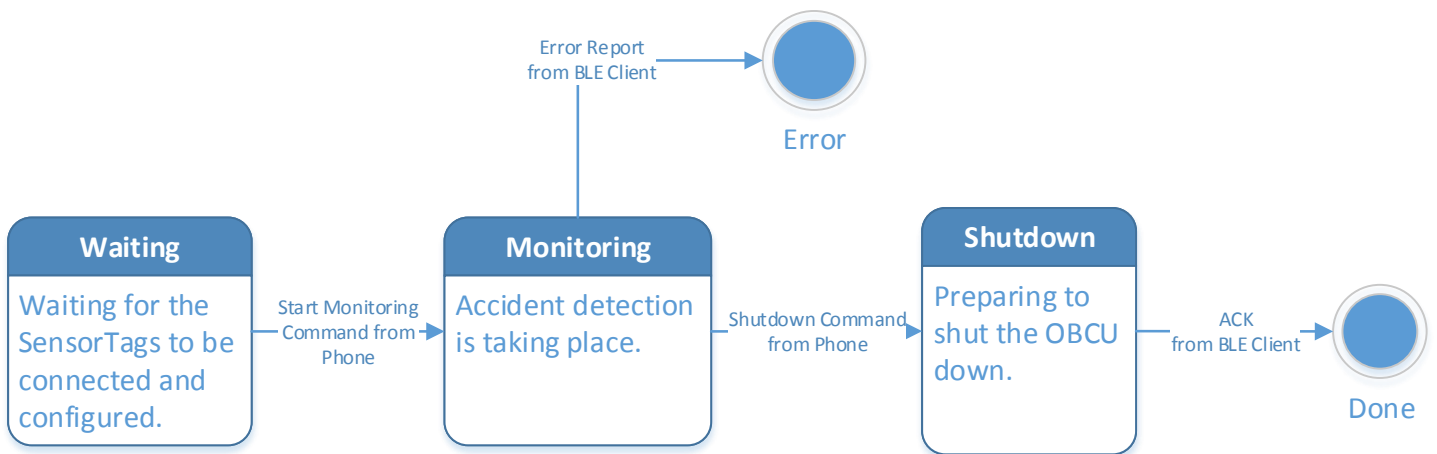 Error Report
from BLE Client
Error
Waiting
Waiting for the
SensorTags to be
connected and
configured.
Start Monitoring
Command from
Phone
Monitoring
Accident detection
is taking place.
Shutdown Command
from Phone
Shutdown
Preparing to
shut the OBCU
down.
ACK
from BLE Client
Done